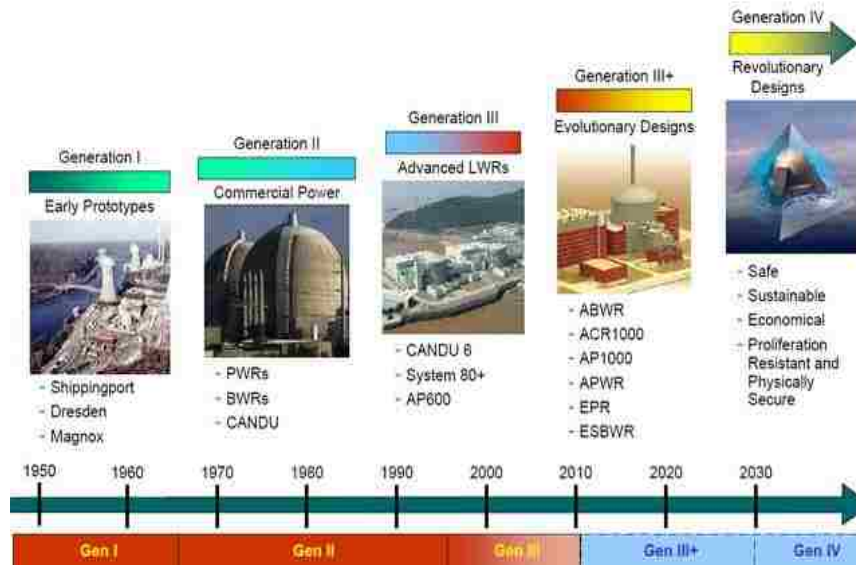 Generation I
Early Prototypes
- Shippingport
- Dresden
- Magnox
Generation II
Commercial Power
- PWRs
- BWRs
- CANDU
Generation III
Advanced LWRs
- CANDU 6
- System 80+
- AP600
Generation III+
Evolutionary Designs
- ABWR
- ACR1000
- AP1000
- APWR
- EPR
- ESBWR
Generation IV
Revolutionary
Designs
- Safe
- Sustainable
- Economical
- Proliferation
Resistant and
Physically
Secure
1950 1960 1970 1980 1990 2000 2010 2020 2030
Gen I Gen II Gen III Gen III+ Gen IV